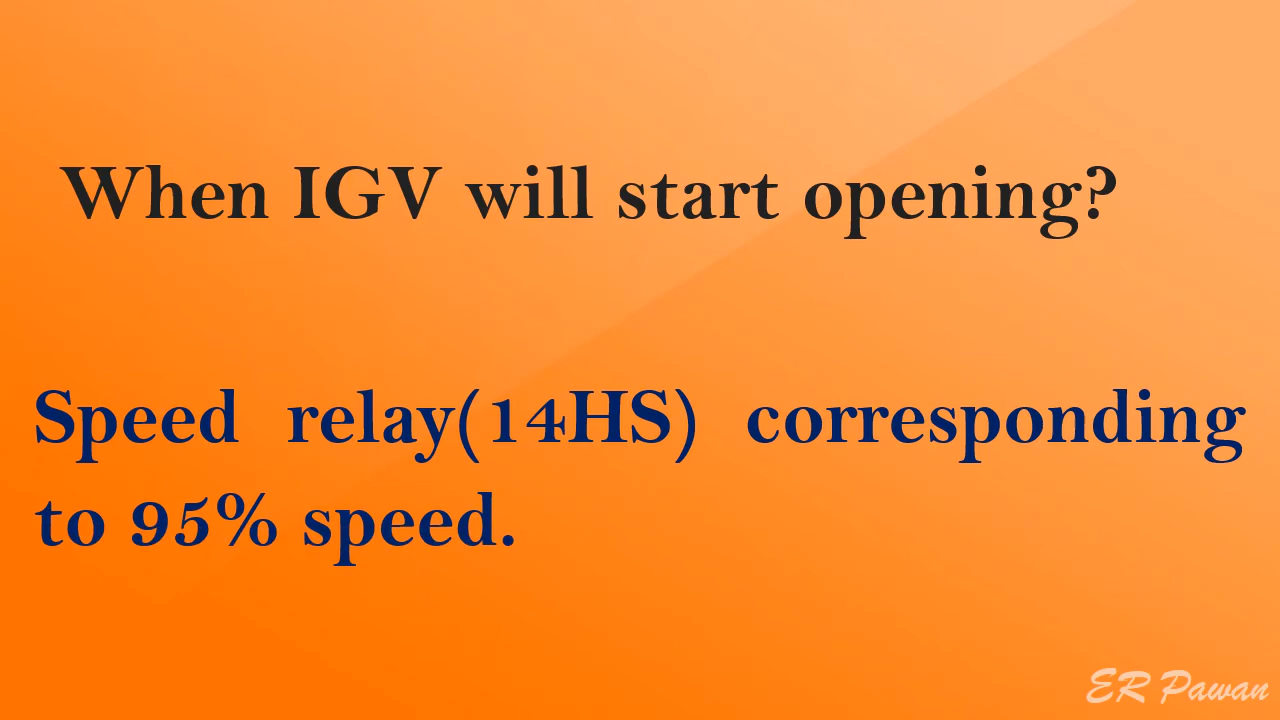 When IGV will start opening?
Speed relay(14HS) corresponding
to 95% speed.
ER Pawan